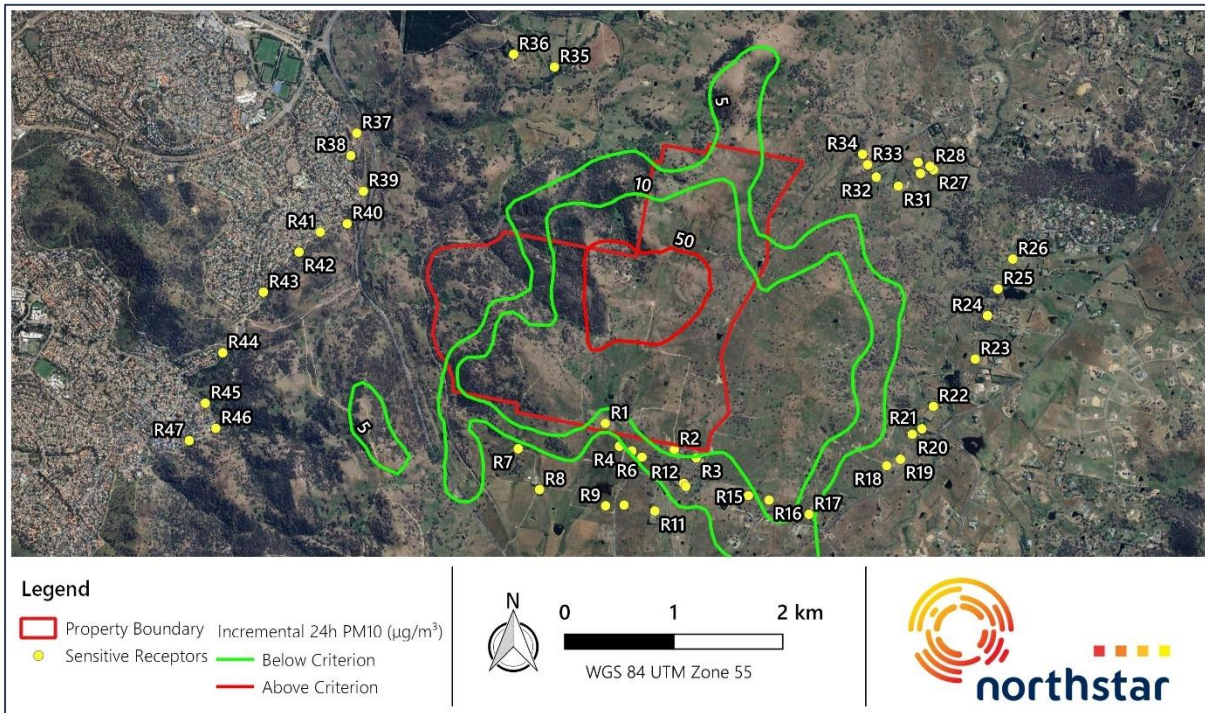 R36
R35
5
R37
R38
R34
R33
R28
R27
R32
R31
R39
10
R40
R41
R42
50
R26
R25
R43
R24
R44
R23
R45
R22
R1
R46
R21
R47
5
R2
R20
R7
R4
R6
R12
R3
R19
R18
R8
R9
R15
R16
R17
R11
Legend
Property Boundary
Sensitive Receptors
Incremental 24h PM10 (µg/m³)
Below Criterion
Above Criterion
N
0 1 2 km
WGS 84 UTM Zone 55
northstar